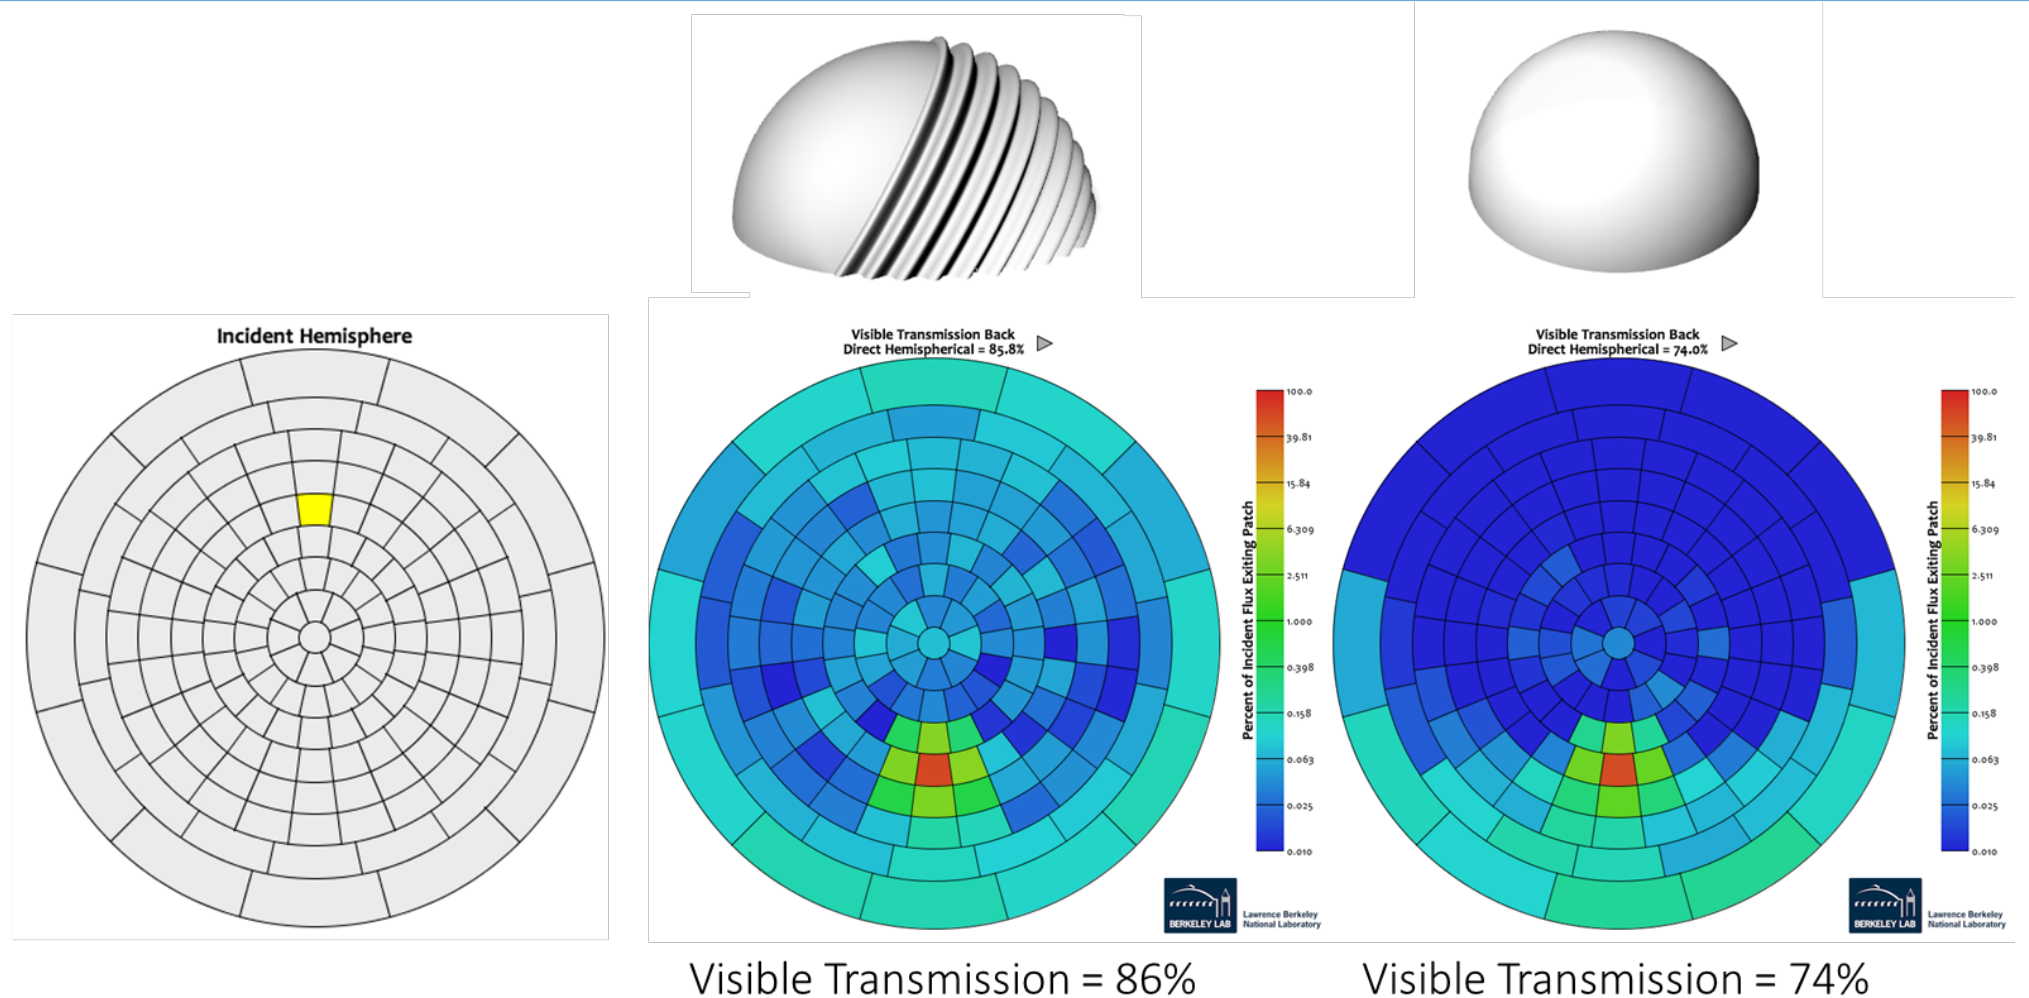 Incident Hemisphere
Visible Transmission Back
Direct Hemispherical = 85.8%
Percent of Incident Flux Exiting Patch
100.0
39.81
15.84
6.309
2.511
1.000
0.398
0.158
0.063
0.025
0.010
BERKELEY LAB
Lawrence Berkeley
National Laboratory
Visible Transmission = 86%
Visible Transmission Back
Direct Hemispherical = 74.0%
Percent of Incident Flux Exiting Patch
100.0
39.81
15.84
6.309
2.511
1.000
0.398
0.158
0.063
0.025
0.010
BERKELEY LAB
Lawrence Berkeley
National Laboratory
Visible Transmission = 74%